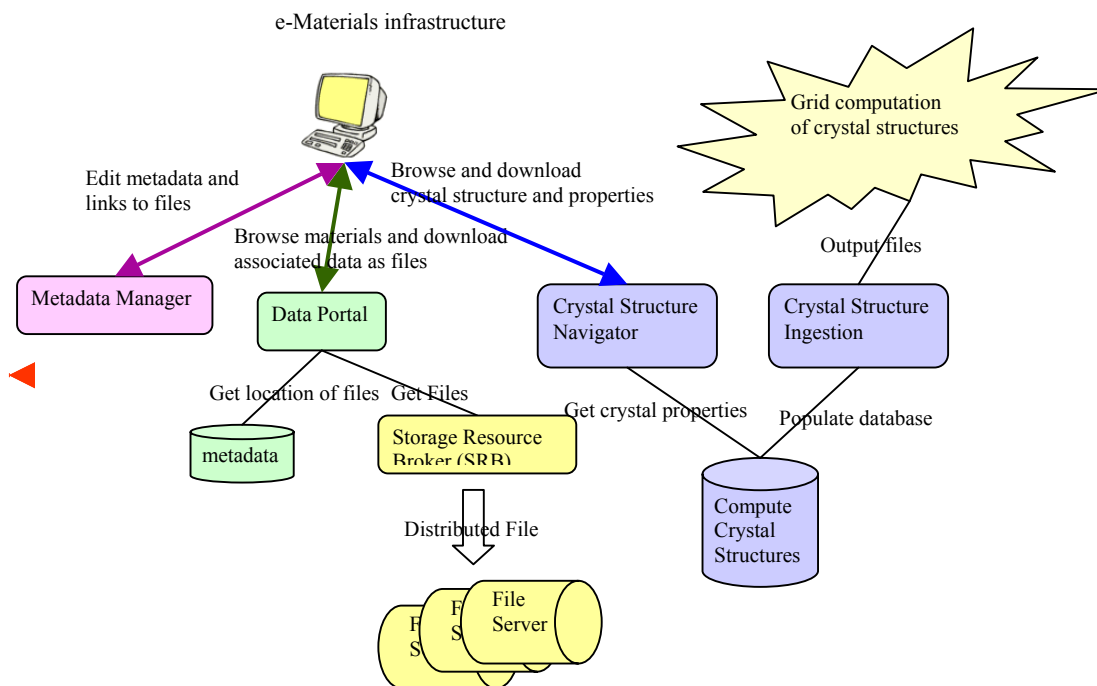 e-Materials infrastructure
Grid computation
of crystal structures
Edit metadata and
links to files
Browse and download
crystal structure and properties
Browse materials and download
associated data as files
Output files
Metadata Manager
Data Portal
Crystal Structure
Navigator
Crystal Structure
Ingestion
Get location of files
Get Files
Get crystal properties
Populate database
metadata
Storage Resource
Broker (SRB)
Compute
Crystal
Structures
Distributed File
File
Server
F
S
F
S